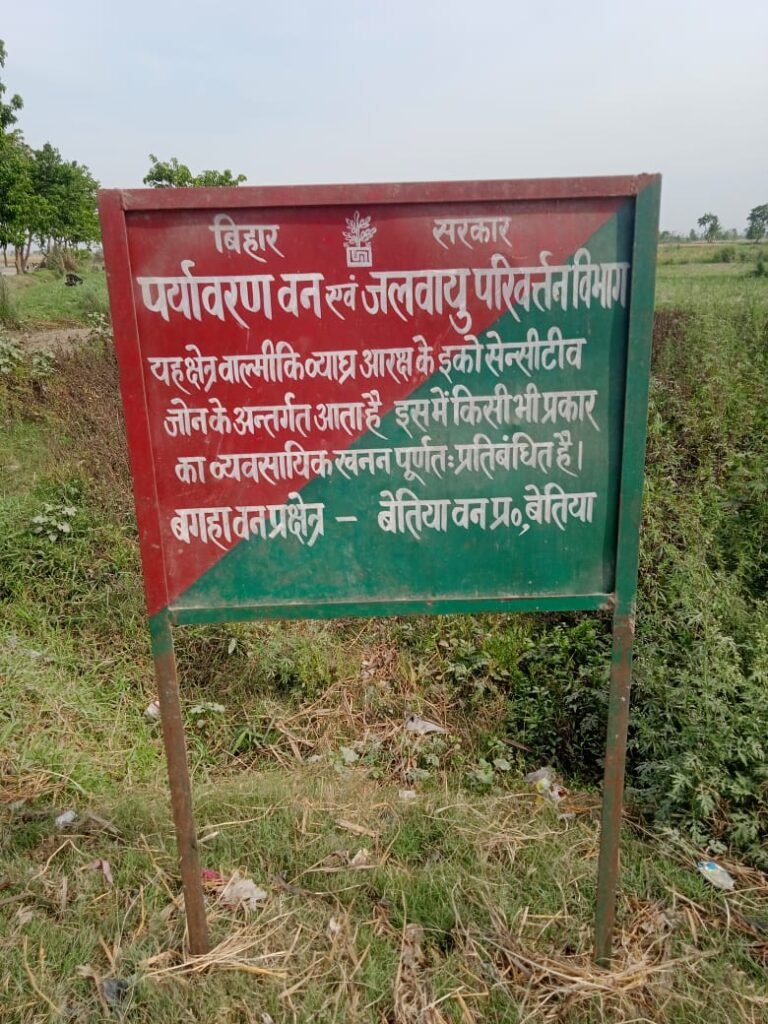 बिहार सरकार
पर्यावरण वन एवं जलवायु परिवर्त्तन विभाग
यह क्षेत्र वाल्मीकि व्याघ्र आरक्ष के इको सेन्सीटीव
जोन के अन्तर्गत आता है इस में किसी भी प्रकार
का व्यवसायिक खनन पूर्णतः प्रतिबंधित है।
बगहा वन प्रक्षेत्र – बेतिया वन प्र०, बेतिया